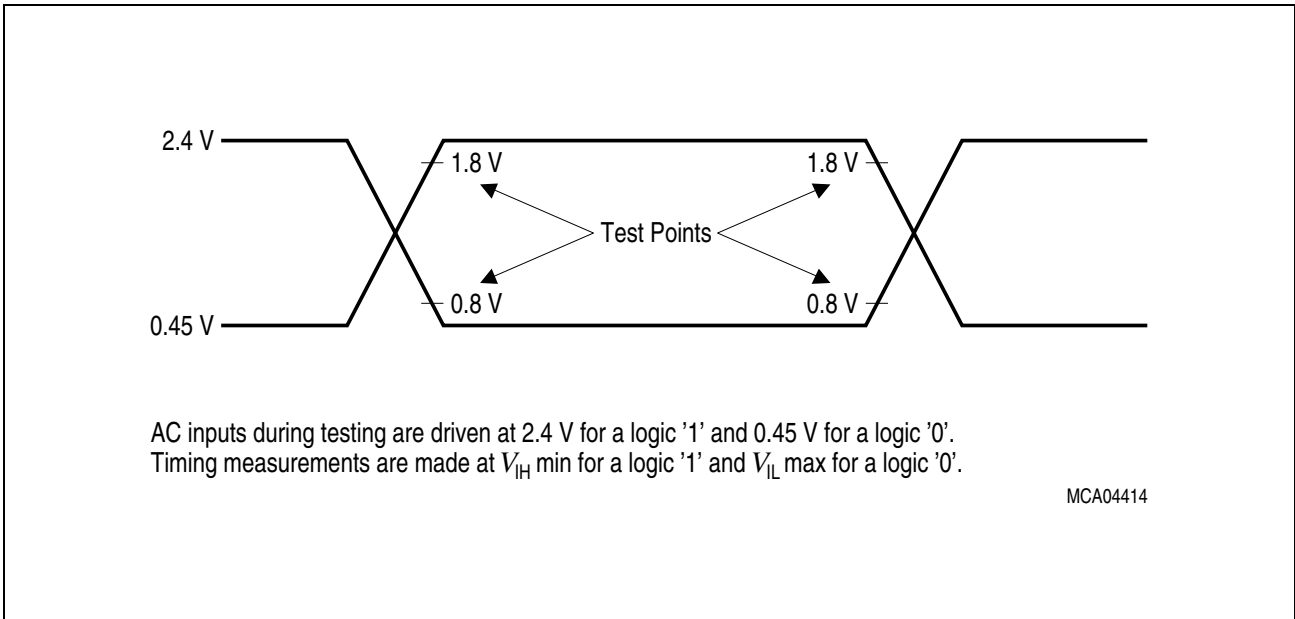 2.4 V
1.8 V 1.8 V
Test Points
0.8 V 0.8 V
0.45 V
AC inputs during testing are driven at 2.4 V for a logic '1' and 0.45 V for a logic '0'.
Timing measurements are made at VIH min for a logic '1' and VIL max for a logic '0'.
MCA04414